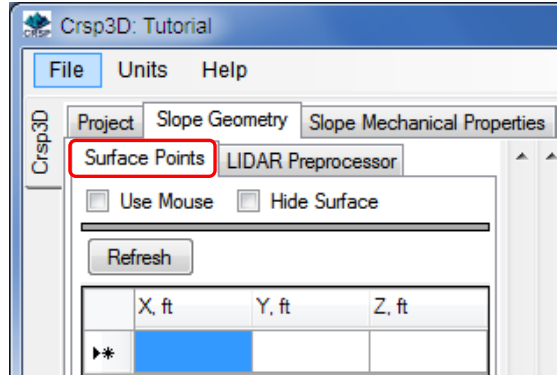 CRSP Crsp3D: Tutorial
File Units Help
Crsp3D
Project Slope Geometry Slope Mechanical Properties
Surface Points LIDAR Preprocessor
Use Mouse Hide Surface
Refresh
X, ft Y, ft Z, ft